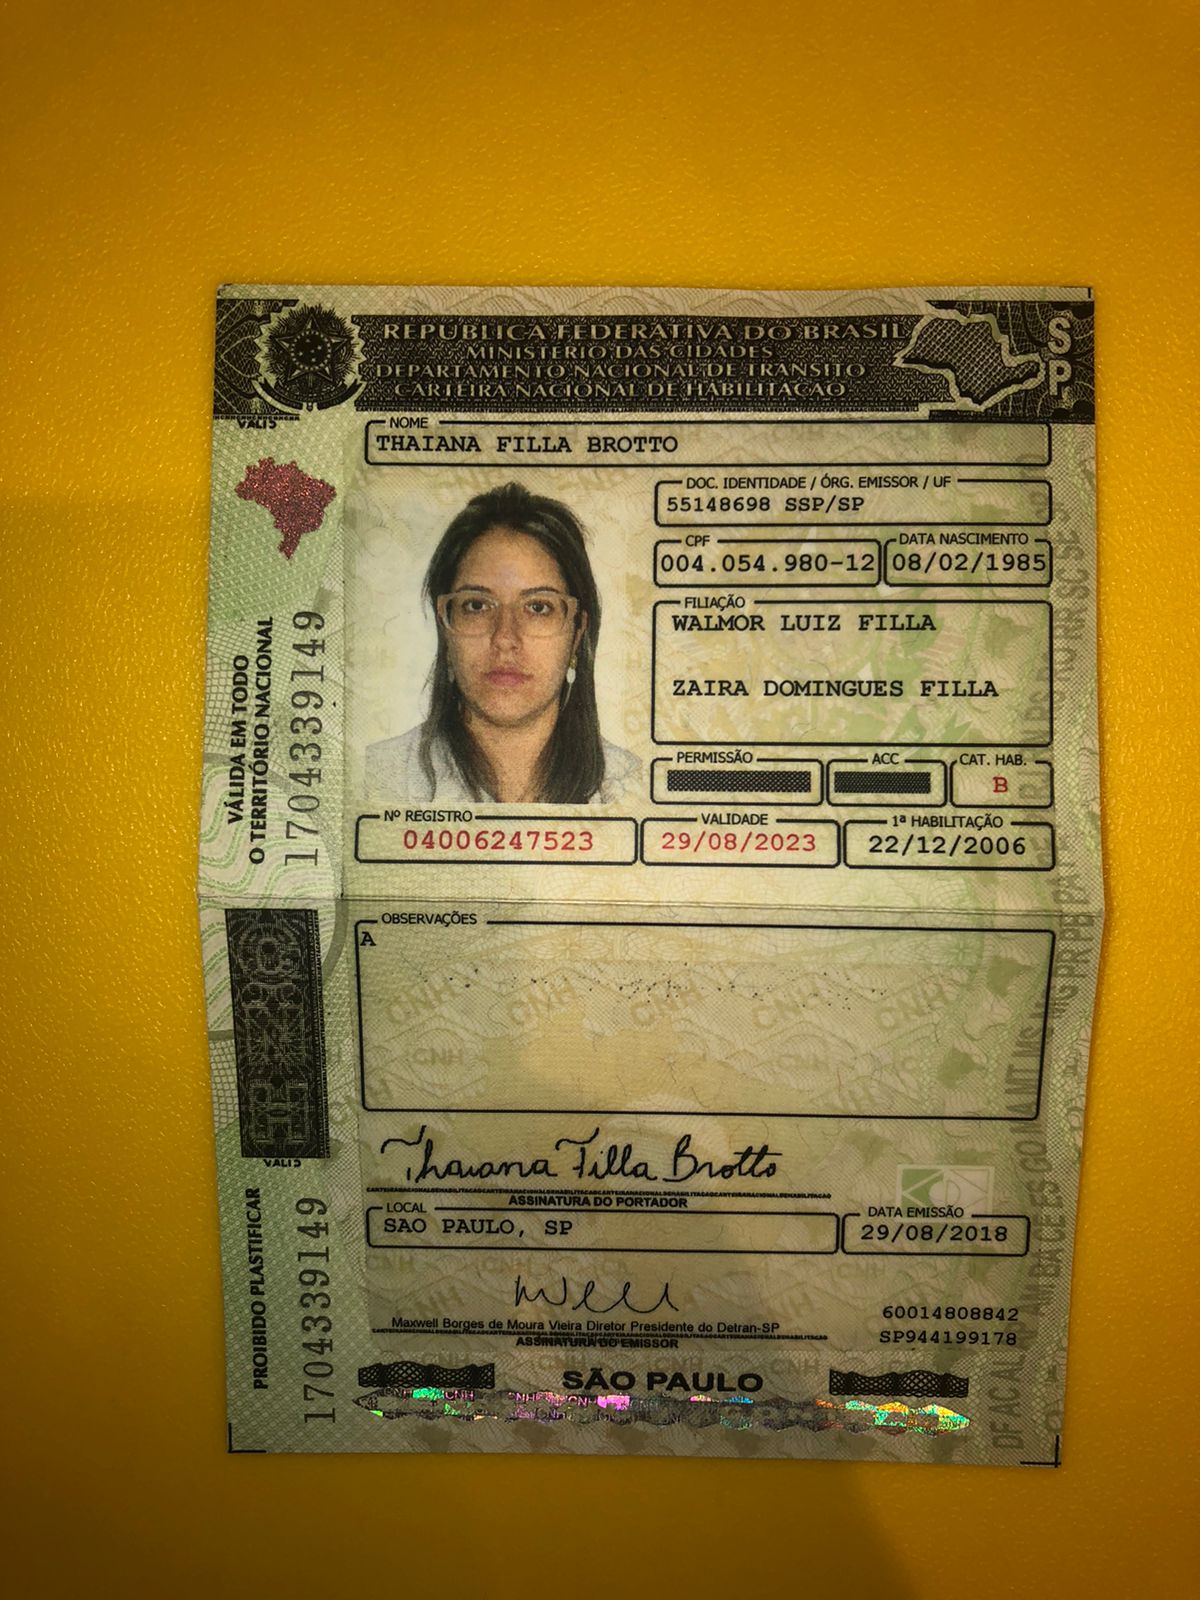 REPÚBLICA FEDERATIVA DO BRASIL
MINISTÉRIO DAS CIDADES
DEPARTAMENTO NACIONAL DE TRÂNSITO
CARTEIRA NACIONAL DE HABILITAÇÃO
SP
VÁLIDA EM TODO
O TERRITÓRIO NACIONAL
1704339149
NOME
THAIANA FILLA BROTTO
DOC. IDENTIDADE / ÓRG. EMISSOR / UF
55148698 SSP/SP
CPF
004.054.980-12
DATA NASCIMENTO
08/02/1985
FILIAÇÃO
WALMOR LUIZ FILLA
ZAIRA DOMINGUES FILLA
PERMISSÃO
ACC
CAT. HAB.
B
Nº REGISTRO
04006247523
VALIDADE
29/08/2023
1ª HABILITAÇÃO
22/12/2006
OBSERVAÇÕES
A
PROIBIDO PLASTIFICAR
1704339149
Thaiana Filla Brotto
ASSINATURA DO PORTADOR
LOCAL
SAO PAULO, SP
DATA EMISSÃO
29/08/2018
Maxwell Borges de Moura Vieira Diretor Presidente do Detran-SP
ASSINATURA DO EMISSOR
60014808842
SP944199178
SÃO PAULO